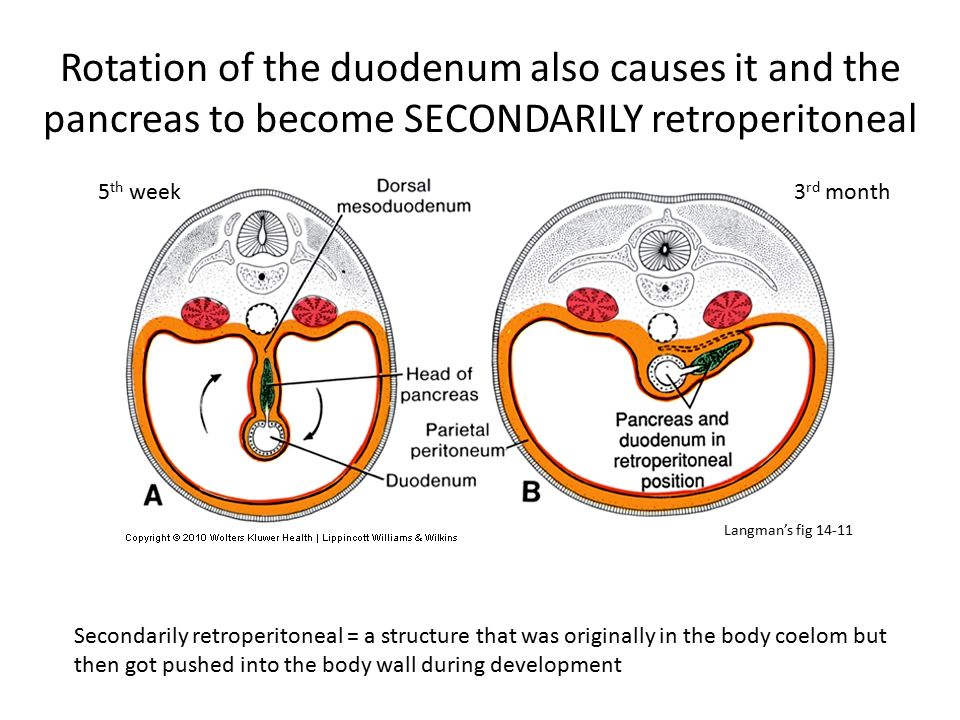 Rotation of the duodenum also causes it and the
pancreas to become SECONDARILY retroperitoneal
5th week
Dorsal
mesoduodenum
3rd month
Head of
pancreas
Parietal
peritoneum
Duodenum
A
Pancreas and
duodenum in
retroperitoneal
position
B
Copyright © 2010 Wolters Kluwer Health | Lippincott Williams & Wilkins
Langman's fig 14-11
Secondarily retroperitoneal = a structure that was originally in the body coelom but
then got pushed into the body wall during development